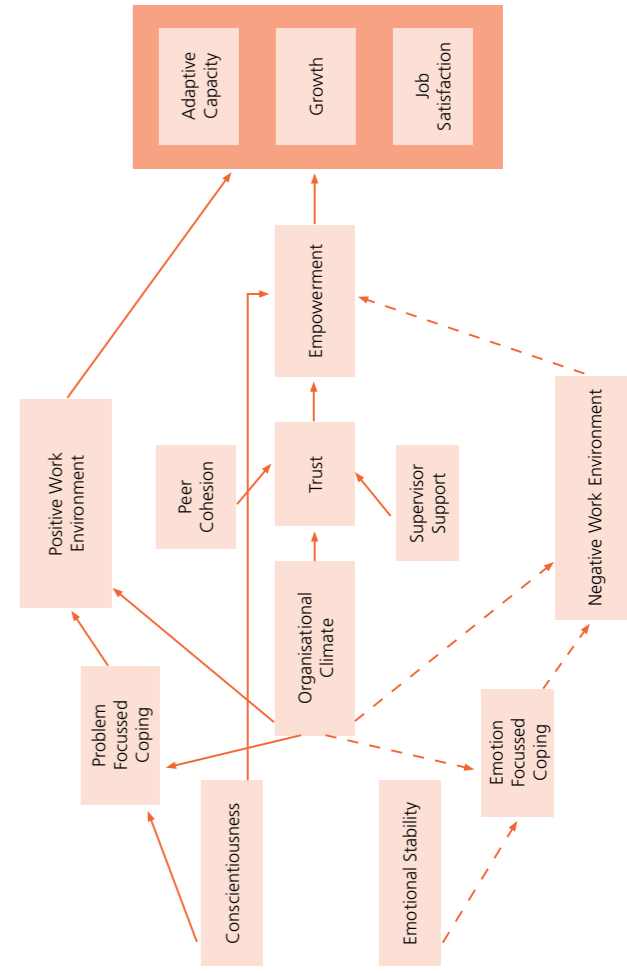 Conscientiousness
Emotional Stability
Problem
Focussed
Coping
Organisational
Climate
Emotion
Focussed
Coping
Positive Work
Environment
Peer
Cohesion
Trust
Supervisor
Support
Negative Work Environment
Empowerment
Adaptive
Capacity
Growth
Job
Satisfaction